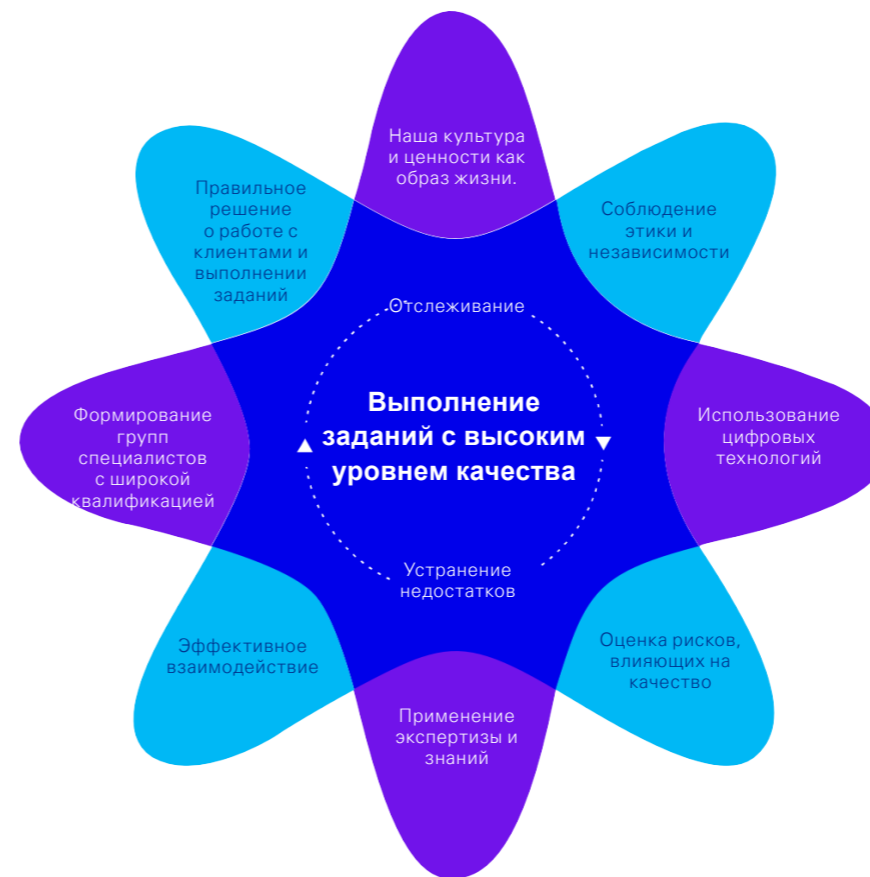 Наша культура
и ценности как
образ жизни.
Соблюдение
этики и
независимости
Использование
цифровых
технологий
Оценка рисков,
влияющих на
качество
Применение
экспертизы и
знаний
Эффективное
взаимодействие
Формирование
групп
специалистов
с широкой
квалификацией
Правильное
решение
о работе с
клиентами и
выполнении
заданий
Отслеживание
Выполнение
заданий с высоким
уровнем качества
Устранение
недостатков